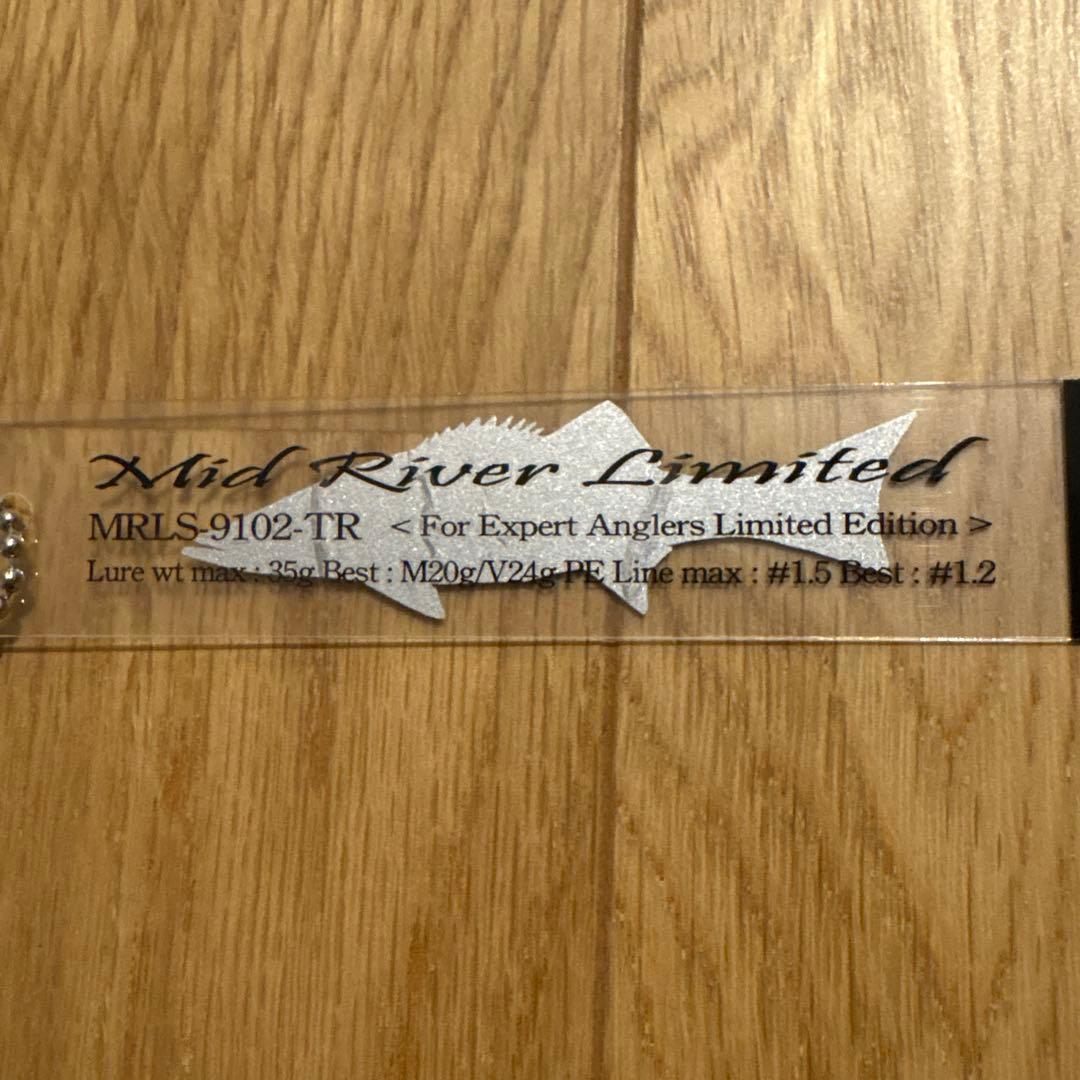 Mid River Limited
MRLS-9102-TR < For Expert Anglers Limited Edition >
Lure wt max : 35g Best : M20g/V24g PE Line max : #1.5 Best : #1.2